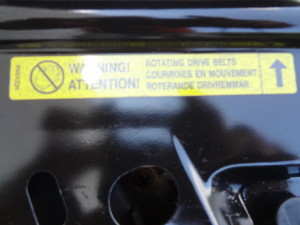 WARNING!
ATTENTION!
ROTATING DRIVE BELTS
COURROIES EN MOUVEMENT
ROTERANDE DRIVREMMAR